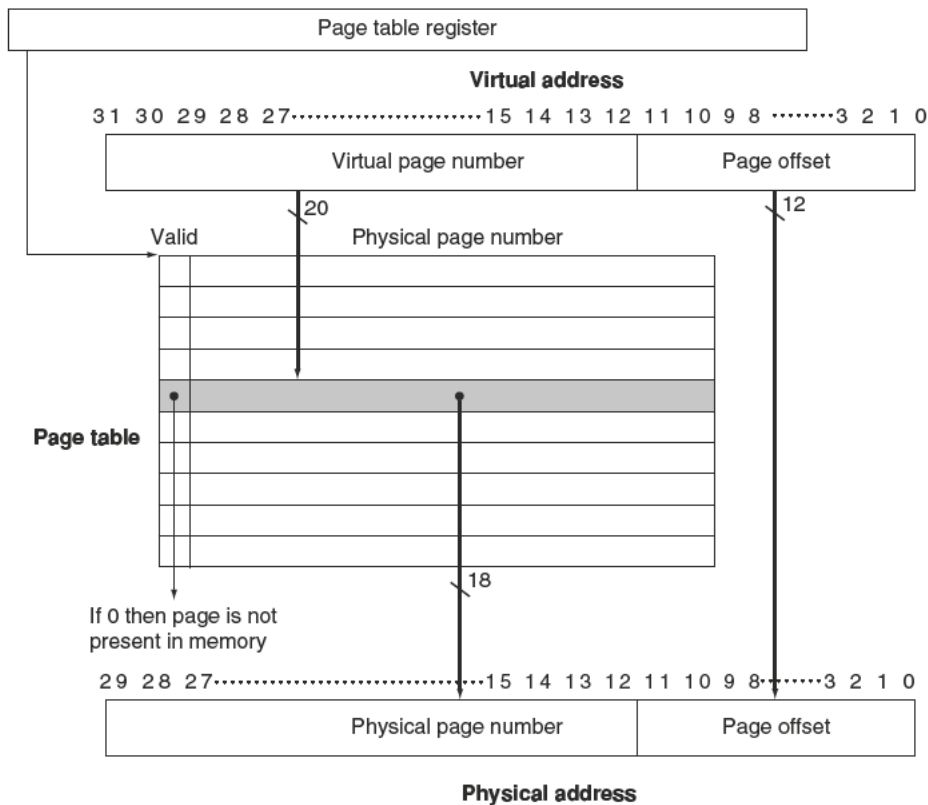 Page table register
Virtual address
31 30 29 28 27 ........................ 15 14 13 12 11 10 9 8 ........ 3 2 1 0
Virtual page number Page offset
20 12
Valid Physical page number
Page table
18
If 0 then page is not
present in memory
29 28 27 .................................. 15 14 13 12 11 10 9 8 ........ 3 2 1 0
Physical page number Page offset
Physical address